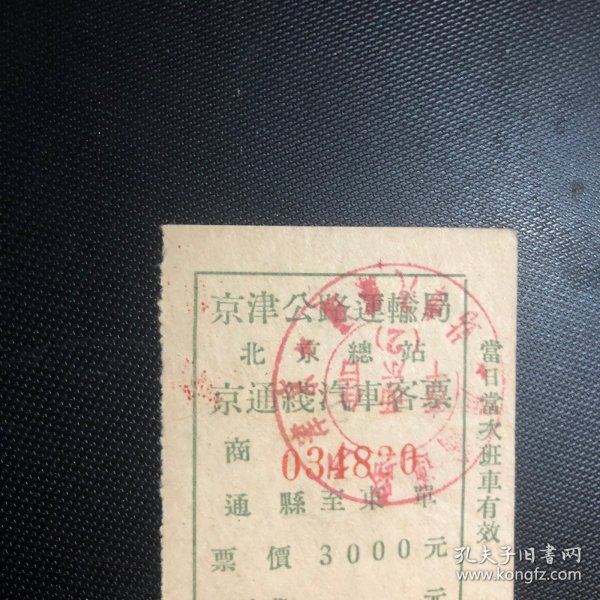 京津公路運輸局
北京總站
京通綫汽車客票
商 034830
通縣至東單
票價3000元
元
當日當次班車有效
孔夫子旧书网
www.kongfz.com